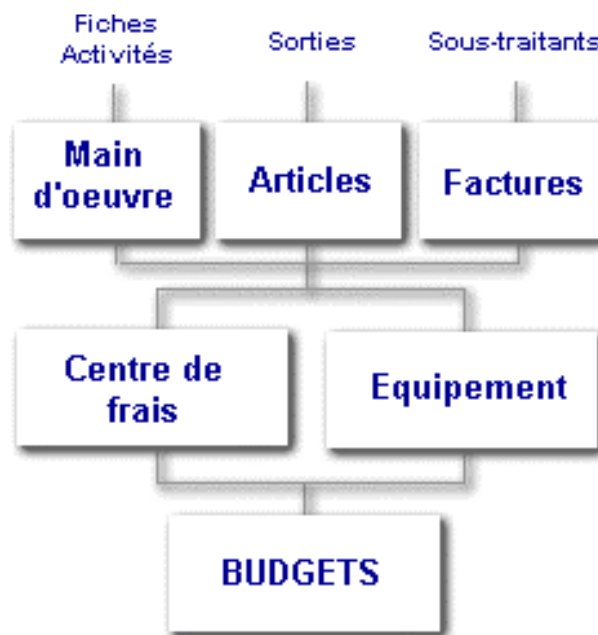 Fiches
Activités
Sorties
Sous-traitants
Main
d'oeuvre
Articles
Factures
Centre de
frais
Equipement
BUDGETS